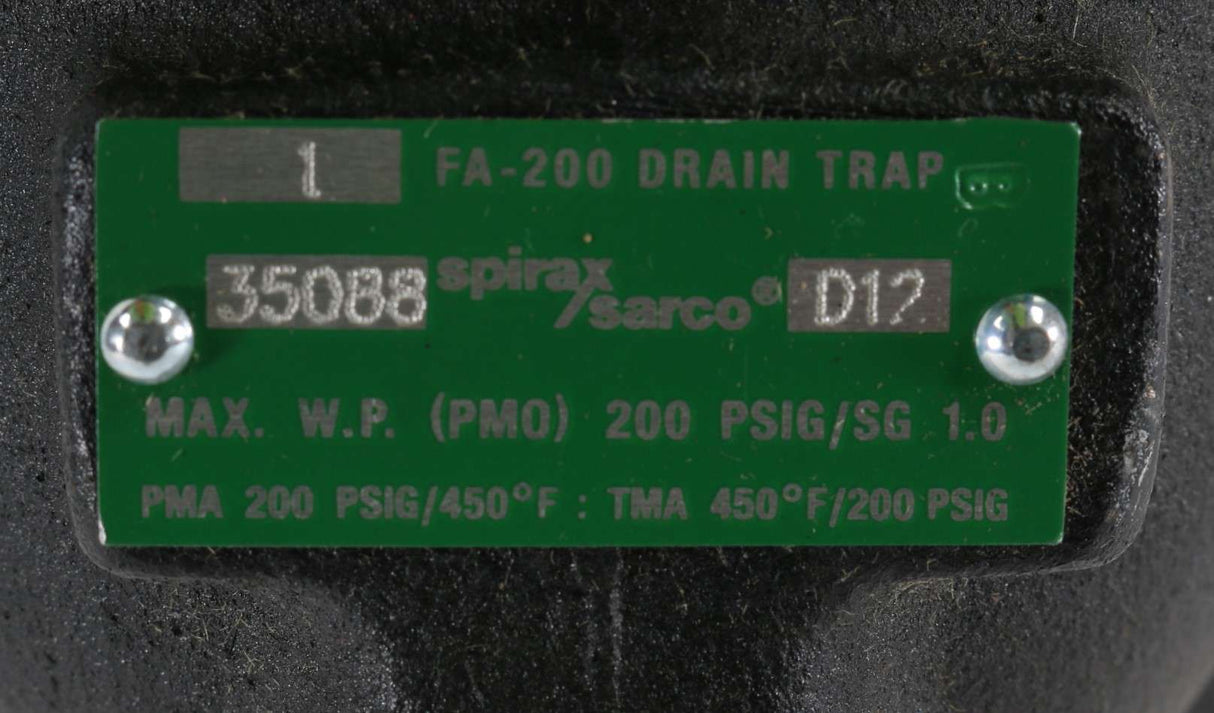 1 FA-200 DRAIN TRAP
35088 spirax/sarco® D12
MAX. W.P. (PMO) 200 PSIG/SG 1.0
PMA 200 PSIG/450°F : TMA 450°F/200 PSIG